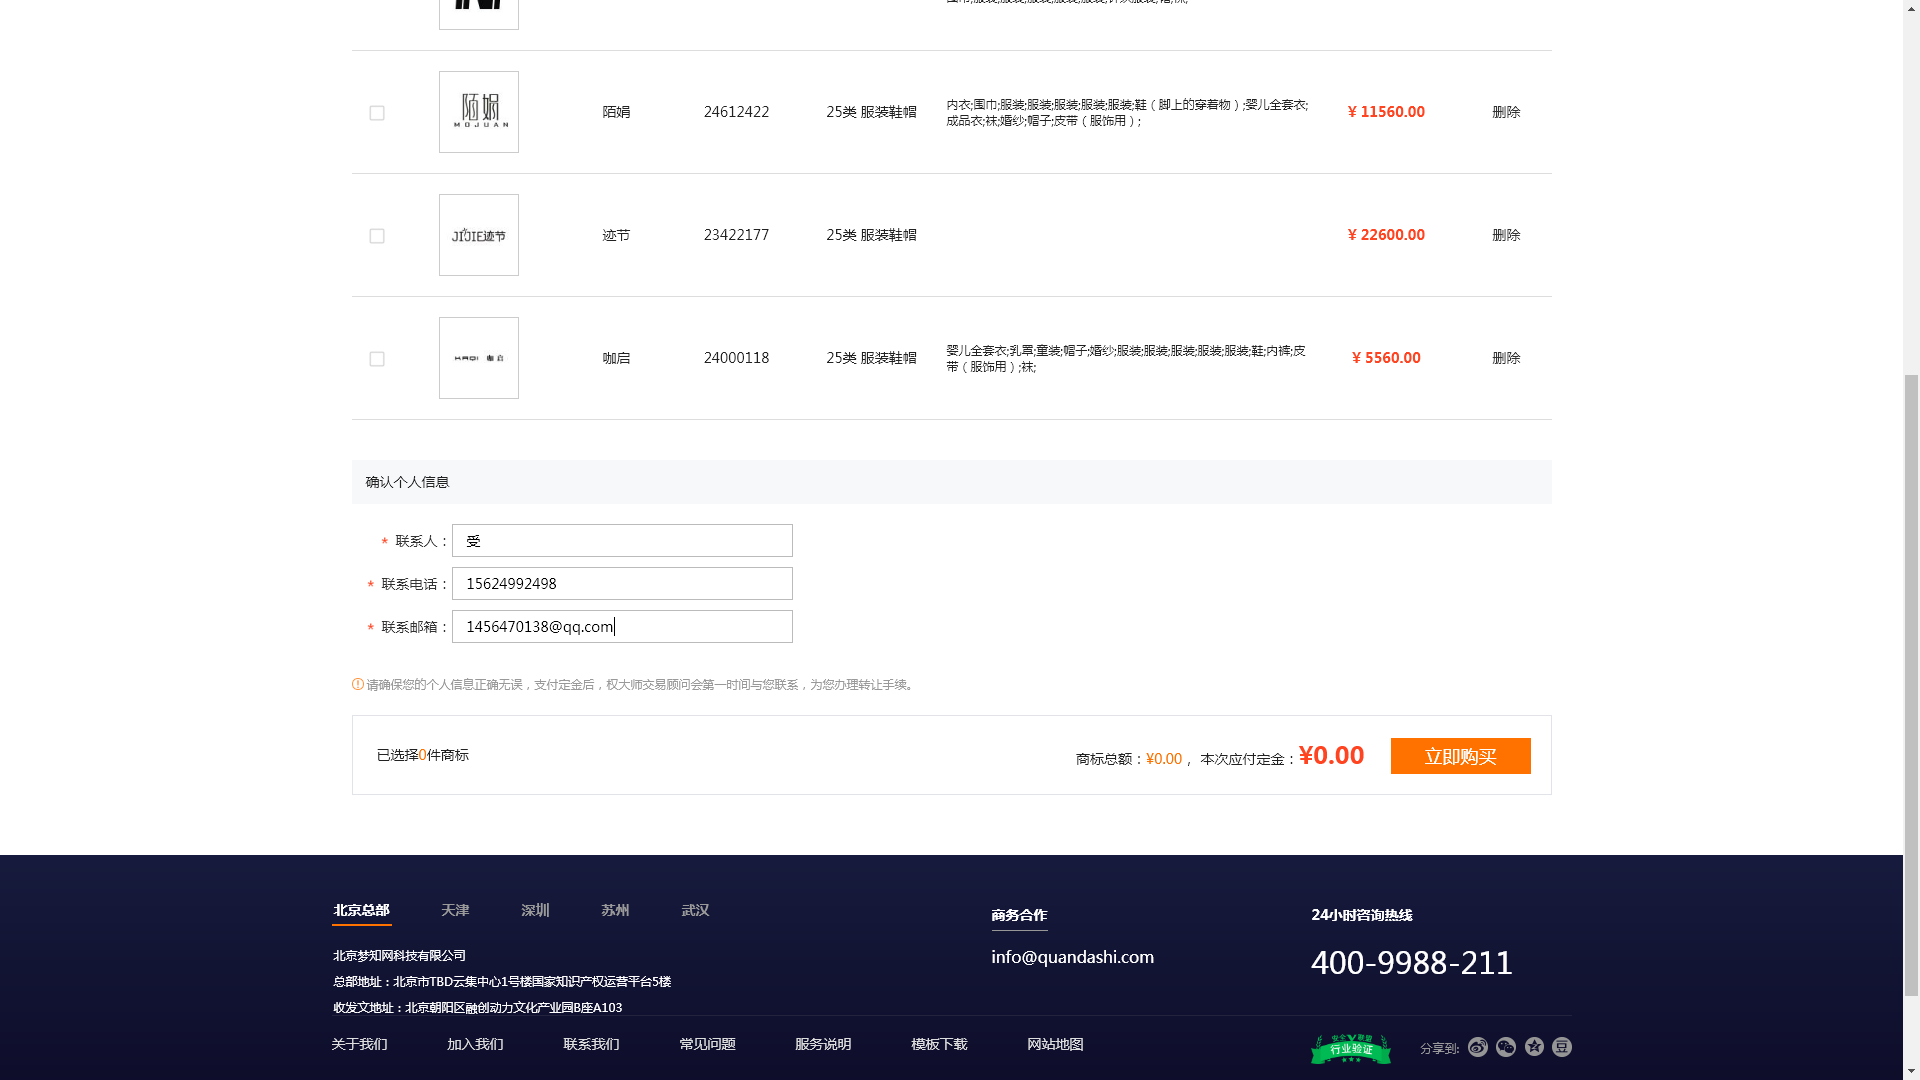 陌娟
MOJUAN
陌娟
24612422
25类 服装鞋帽
内衣;围巾;服装;服装;服装;服装;服装;鞋（脚上的穿着物）;婴儿全套衣;
成品衣;袜;婚纱;帽子;皮带（服饰用）;
¥ 11560.00
删除
JIJIE迹节
迹节
23422177
25类 服装鞋帽
¥ 22600.00
删除
KAQI 咖启
咖启
24000118
25类 服装鞋帽
婴儿全套衣;乳罩;童装;帽子;婚纱;服装;服装;服装;服装;服装;鞋;内裤;皮
带（服饰用）;袜;
¥ 5560.00
删除
确认个人信息
* 联系人： 受
* 联系电话： 15624992498
* 联系邮箱： 1456470138@qq.com
请确保您的个人信息正确无误，支付定金后，权大师交易顾问会第一时间与您联系，为您办理转让手续。
已选择0件商标
商标总额：¥0.00， 本次应付定金：¥0.00
立即购买
北京总部 天津 深圳 苏州 武汉
北京梦知网科技有限公司
总部地址：北京市TBD云集中心1号楼国家知识产权运营平台5楼
收发文地址：北京朝阳区融创动力文化产业园B座A103
商务合作
info@quandashi.com
24小时咨询热线
400-9988-211
关于我们 加入我们 联系我们 常见问题 服务说明 模板下载 网站地图
安全联盟
行业验证
分享到:
豆